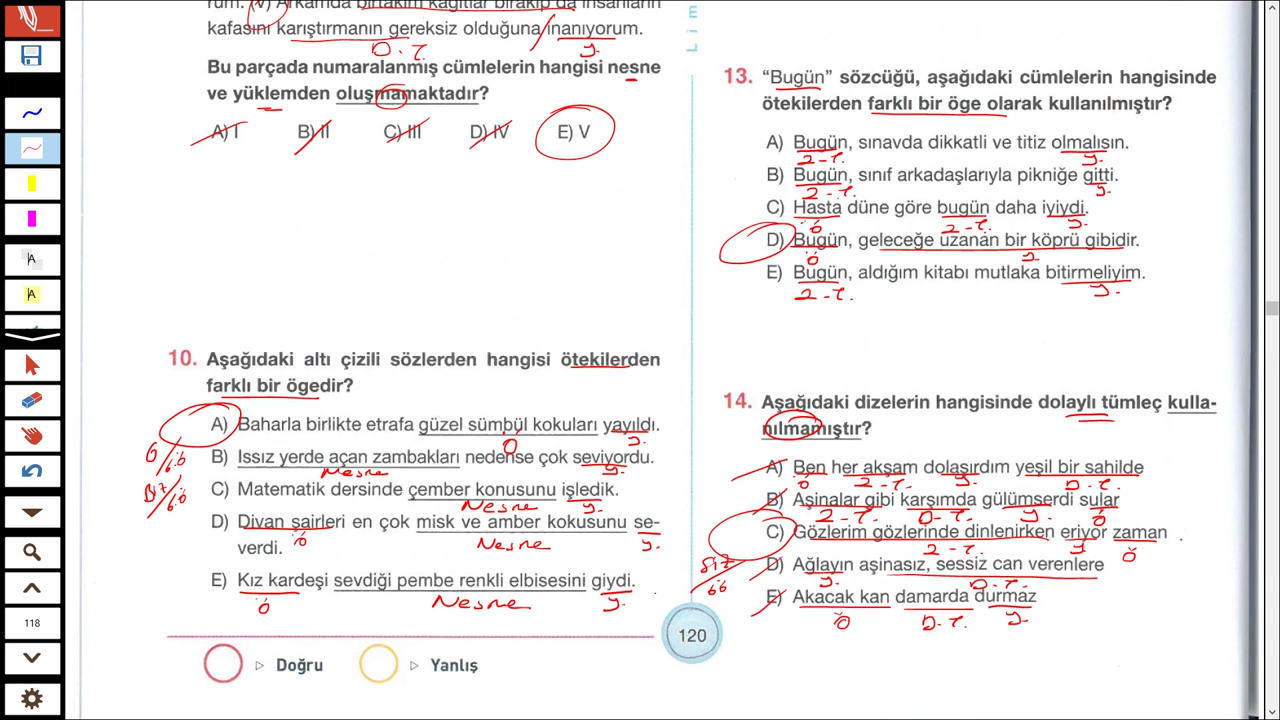 rum. (V) Arkamda birtakım kağıtlar bırakıp da insanların
kafasını karıştırmanın gereksiz olduğuna inanıyorum.
D.T.
y.
Bu parçada numaralanmış cümlelerin hangisi nesne
ve yüklemden oluşmamaktadır?
A) I B) II C) III D) IV E) V
10. Aşağıdaki altı çizili sözlerden hangisi ötekilerden
farklı bir ögedir?
A) Baharla birlikte etrafa güzel sümbül kokuları yayıldı.
Ö y.
B) Issız yerde açan zambakları nedense çok seviyordu.
O/G.Ö Nesne y.
C) Matematik dersinde çember konusunu işledik.
Biz/G.Ö Nesne y.
D) Divan şairleri en çok misk ve amber kokusunu se-
Ö Nesne
verdi.
y.
E) Kız kardeşi sevdiği pembe renkli elbisesini giydi.
Ö Nesne y.
Doğru
Yanlış
120
13. “Bugün” sözcüğü, aşağıdaki cümlelerin hangisinde
ötekilerden farklı bir öge olarak kullanılmıştır?
A) Bugün, sınavda dikkatli ve titiz olmalısın.
Z-T. y.
B) Bugün, sınıf arkadaşlarıyla pikniğe gitti.
Z-T. y.
C) Hasta düne göre bugün daha iyiydi.
Ö Z-T. y.
D) Bugün, geleceğe uzanan bir köprü gibidir.
Ö y.
E) Bugün, aldığım kitabı mutlaka bitirmeliyim.
Z-T. y.
14. Aşağıdaki dizelerin hangisinde dolaylı tümleç kulla-
nılmamıştır?
A) Ben her akşam dolaşırdım yeşil bir sahilde
Ö Z-T. y. D.T.
B) Aşinalar gibi karşımda gülümserdi sular
Z-T. D.T. y. Ö
C) Gözlerim gözlerinde dinlenirken eriyor zaman
Z-T. y Ö
D) Ağlayın aşinasız, sessiz can verenlere
Siz/G.Ö y. D.T.
E) Akacak kan damarda durmaz
Ö D.T. y.
118